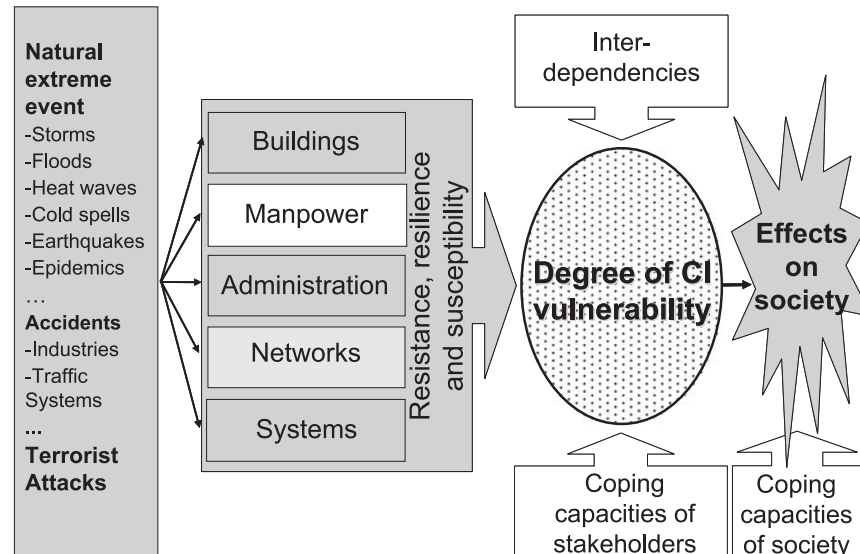 Natural
extreme
event
-Storms
-Floods
-Heat waves
-Cold spells
-Earthquakes
-Epidemics
…
Accidents
-Industries
-Traffic
Systems
...
Terrorist
Attacks
Buildings
Manpower
Administration
Networks
Systems
Resistance, resilience
and susceptibility
Inter-
dependencies
Degree of CI
vulnerability
Coping
capacities of
stakeholders
Effects
on
society
Coping
capacities
of society